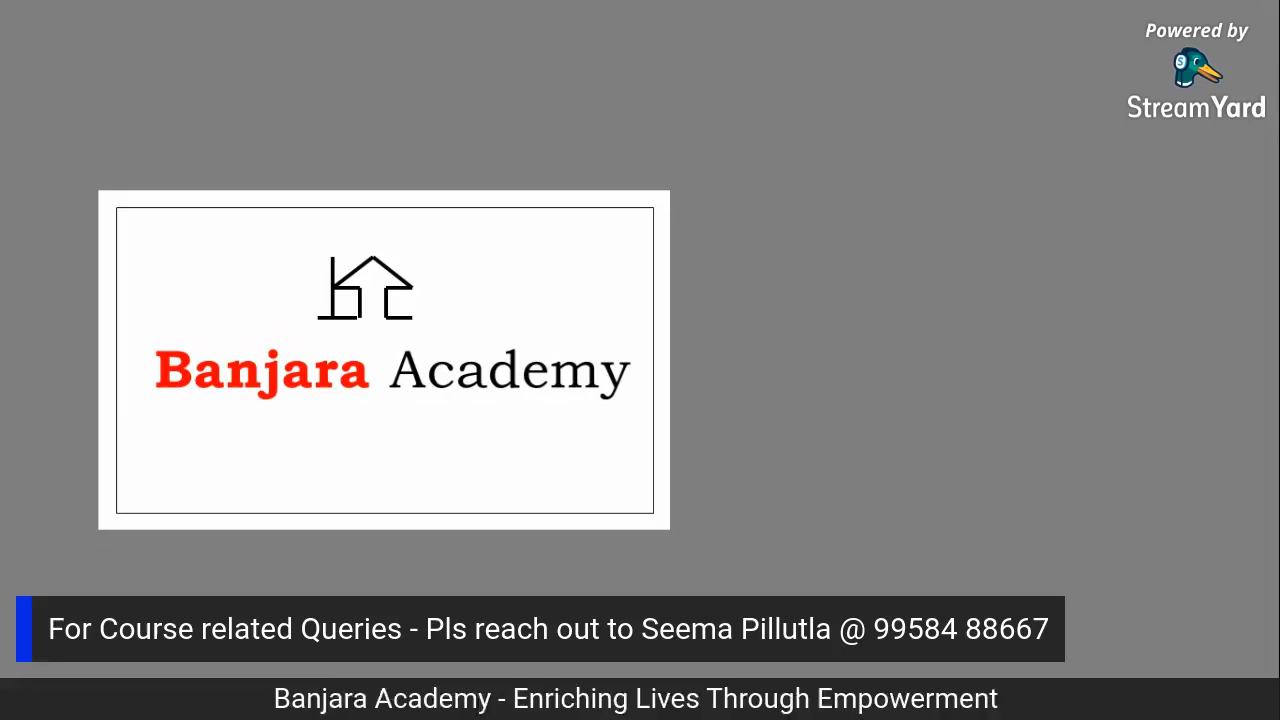 Powered by
StreamYard
Banjara Academy
For Course related Queries - Pls reach out to Seema Pillutla @ 99584 88667
Banjara Academy - Enriching Lives Through Empowerment